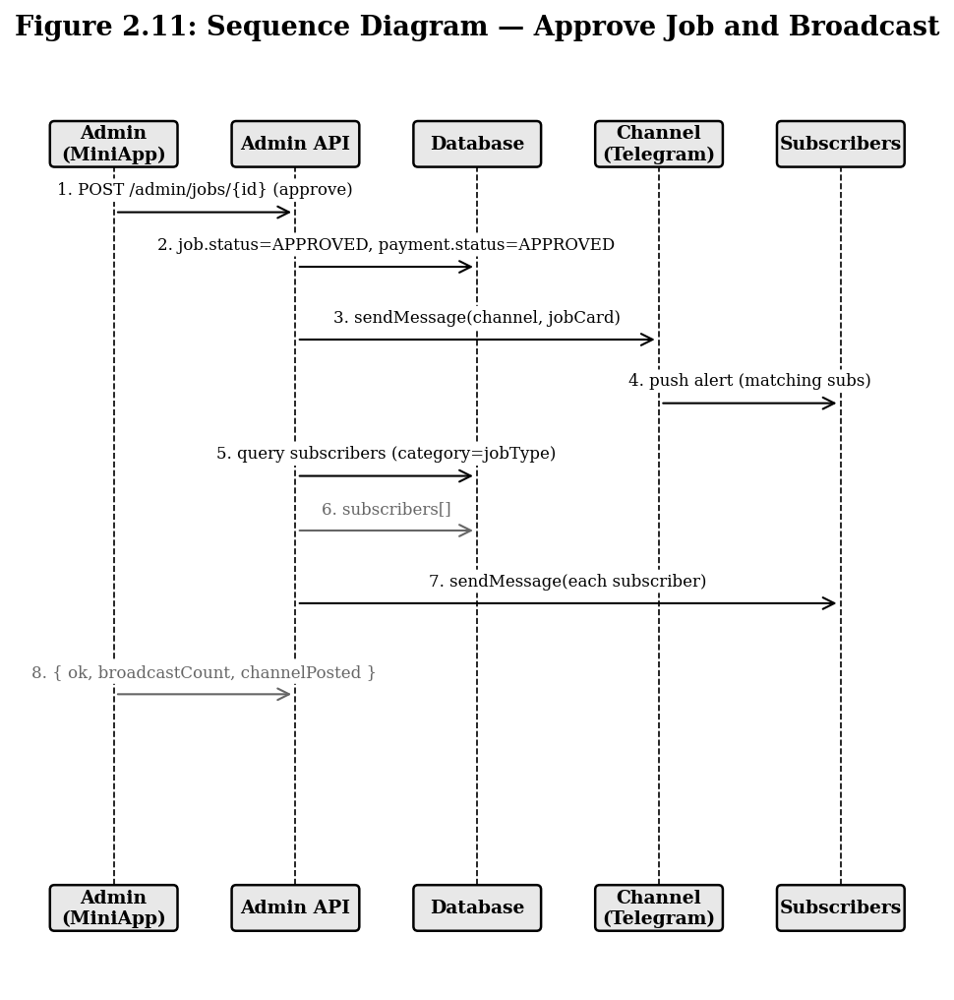 Figure 2.11: Sequence Diagram — Approve Job and Broadcast
Admin
(MiniApp)
Admin API
Database
Channel
(Telegram)
Subscribers
1. POST /admin/jobs/{id} (approve)
2. job.status=APPROVED, payment.status=APPROVED
3. sendMessage(channel, jobCard)
4. push alert (matching subs)
5. query subscribers (category=jobType)
6. subscribers[]
7. sendMessage(each subscriber)
8. { ok, broadcastCount, channelPosted }
Admin
(MiniApp)
Admin API
Database
Channel
(Telegram)
Subscribers